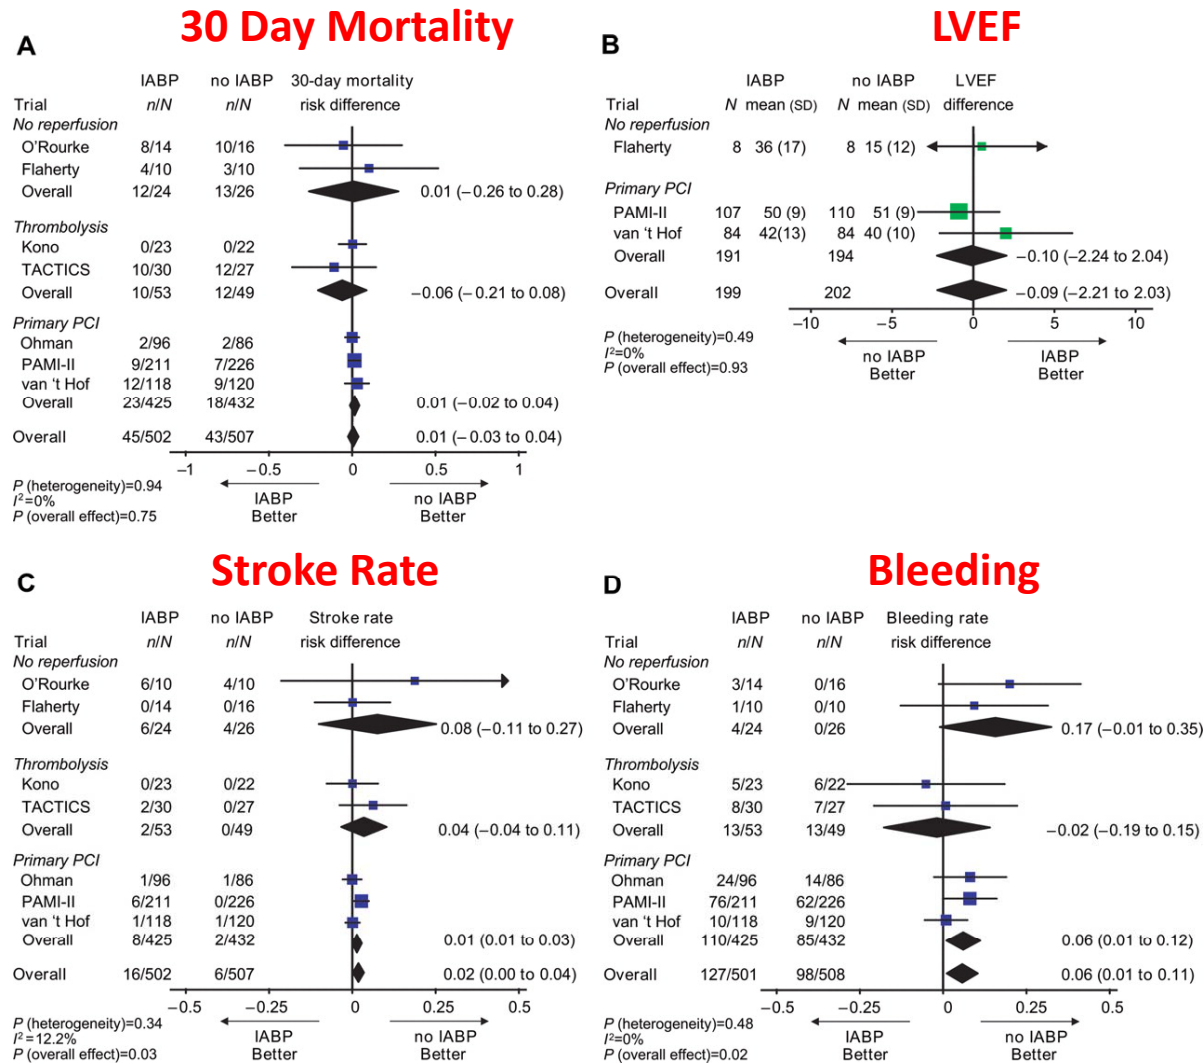 30 Day Mortality
A
IABP no IABP 30-day mortality
Trial n/N n/N risk difference
No reperfusion
O'Rourke 8/14 10/16
Flaherty 4/10 3/10
Overall 12/24 13/26 0.01 (−0.26 to 0.28)
Thrombolysis
Kono 0/23 0/22
TACTICS 10/30 12/27
Overall 10/53 12/49 −0.06 (−0.21 to 0.08)
Primary PCI
Ohman 2/96 2/86
PAMI-II 9/211 7/226
van 't Hof 12/118 9/120
Overall 23/425 18/432 0.01 (−0.02 to 0.04)
Overall 45/502 43/507 0.01 (−0.03 to 0.04)
−1 −0.5 0 0.5 1
P (heterogeneity)=0.94
I²=0%
P (overall effect)=0.75
IABP no IABP
Better Better
LVEF
B
IABP no IABP LVEF
Trial N mean (SD) N mean (SD) difference
No reperfusion
Flaherty 8 36 (17) 8 15 (12)
Primary PCI
PAMI-II 107 50 (9) 110 51 (9)
van 't Hof 84 42(13) 84 40 (10)
Overall 191 194 −0.10 (−2.24 to 2.04)
Overall 199 202 −0.09 (−2.21 to 2.03)
−10 −5 0 5 10
P (heterogeneity)=0.49
I²=0%
P (overall effect)=0.93
no IABP IABP
Better Better
Stroke Rate
C
IABP no IABP Stroke rate
Trial n/N n/N risk difference
No reperfusion
O'Rourke 6/10 4/10
Flaherty 0/14 0/16
Overall 6/24 4/26 0.08 (−0.11 to 0.27)
Thrombolysis
Kono 0/23 0/22
TACTICS 2/30 0/27
Overall 2/53 0/49 0.04 (−0.04 to 0.11)
Primary PCI
Ohman 1/96 1/86
PAMI-II 6/211 0/226
van 't Hof 1/118 1/120
Overall 8/425 2/432 0.01 (0.01 to 0.03)
Overall 16/502 6/507 0.02 (0.00 to 0.04)
−0.5 −0.25 0 0.25 0.5
P (heterogeneity)=0.34
I²=12.2%
P (overall effect)=0.03
IABP no IABP
Better Better
Bleeding
D
IABP no IABP Bleeding rate
Trial n/N n/N risk difference
No reperfusion
O'Rourke 3/14 0/16
Flaherty 1/10 0/10
Overall 4/24 0/26 0.17 (−0.01 to 0.35)
Thrombolysis
Kono 5/23 6/22
TACTICS 8/30 7/27
Overall 13/53 13/49 −0.02 (−0.19 to 0.15)
Primary PCI
Ohman 24/96 14/86
PAMI-II 76/211 62/226
van 't Hof 10/118 9/120
Overall 110/425 85/432 0.06 (0.01 to 0.12)
Overall 127/501 98/508 0.06 (0.01 to 0.11)
−0.5 −0.25 0 0.25 0.5
P (heterogeneity)=0.48
I²=0%
P (overall effect)=0.02
IABP no IABP
Better Better